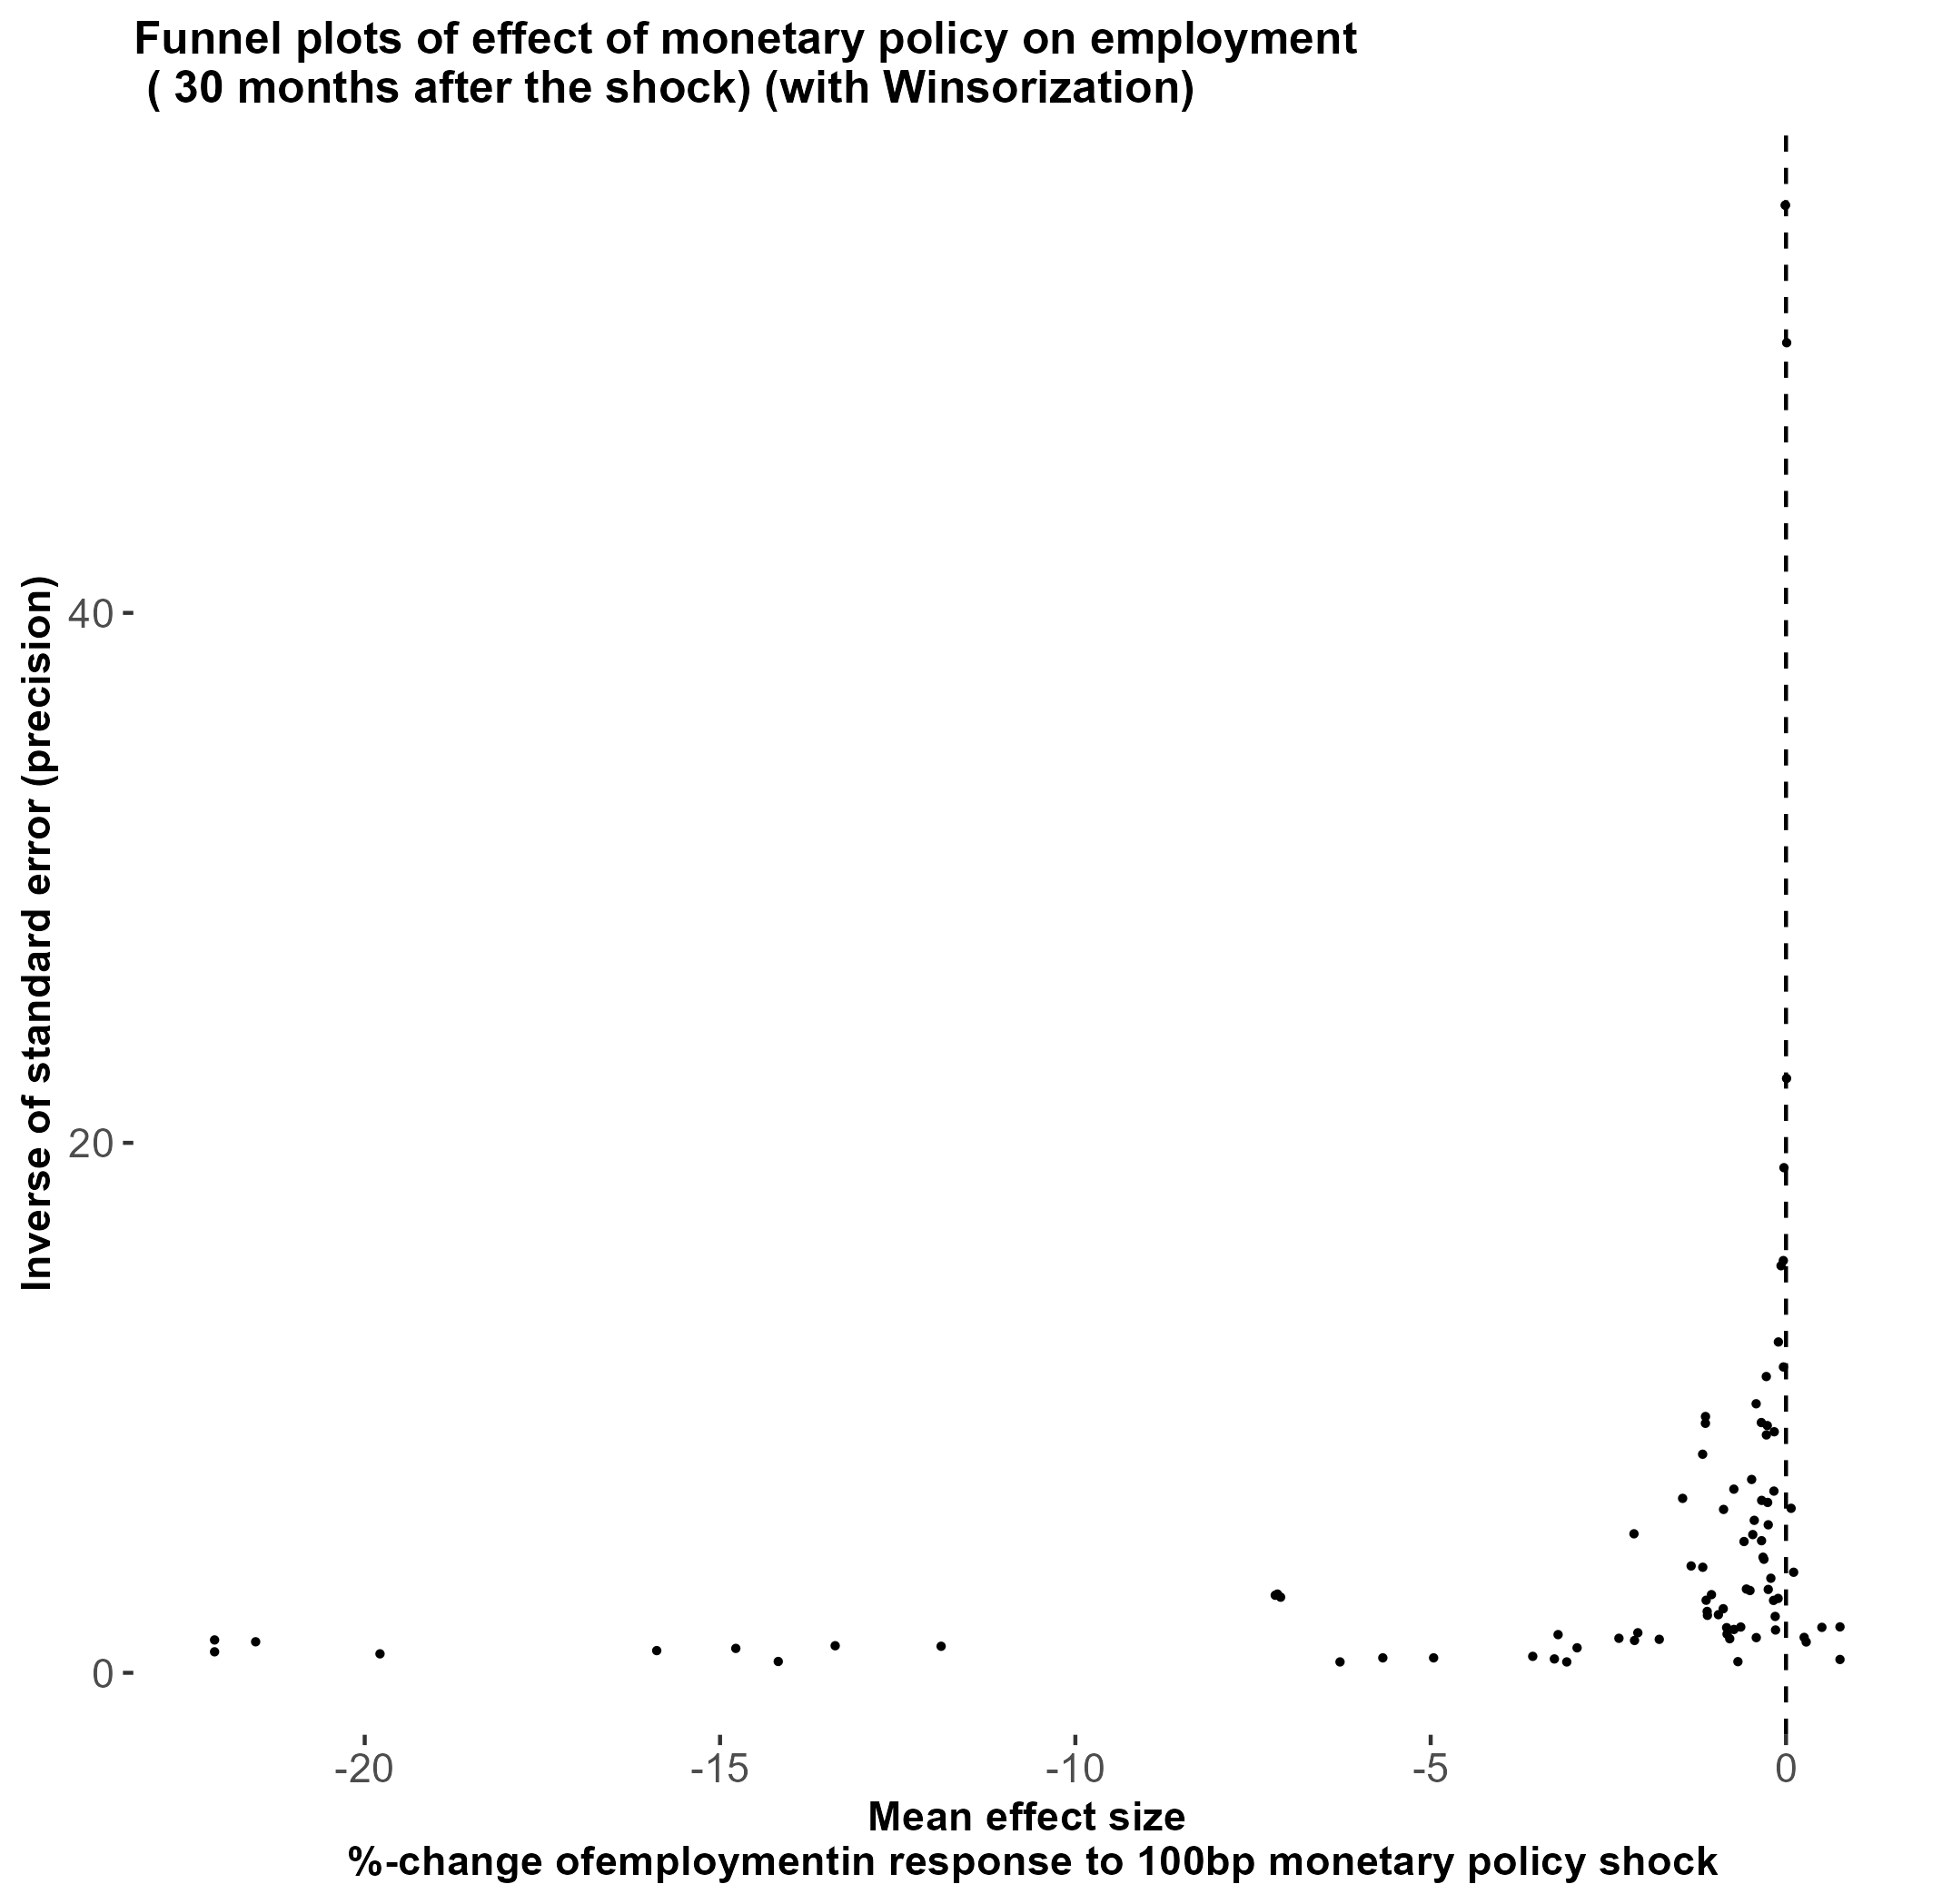 Funnel plots of effect of monetary policy on employment
( 30 months after the shock) (with Winsorization)
Inverse of standard error (precision)
40
20
0
-20
-15
-10
-5
0
Mean effect size
%-change ofemploymentin response to 100bp monetary policy shock